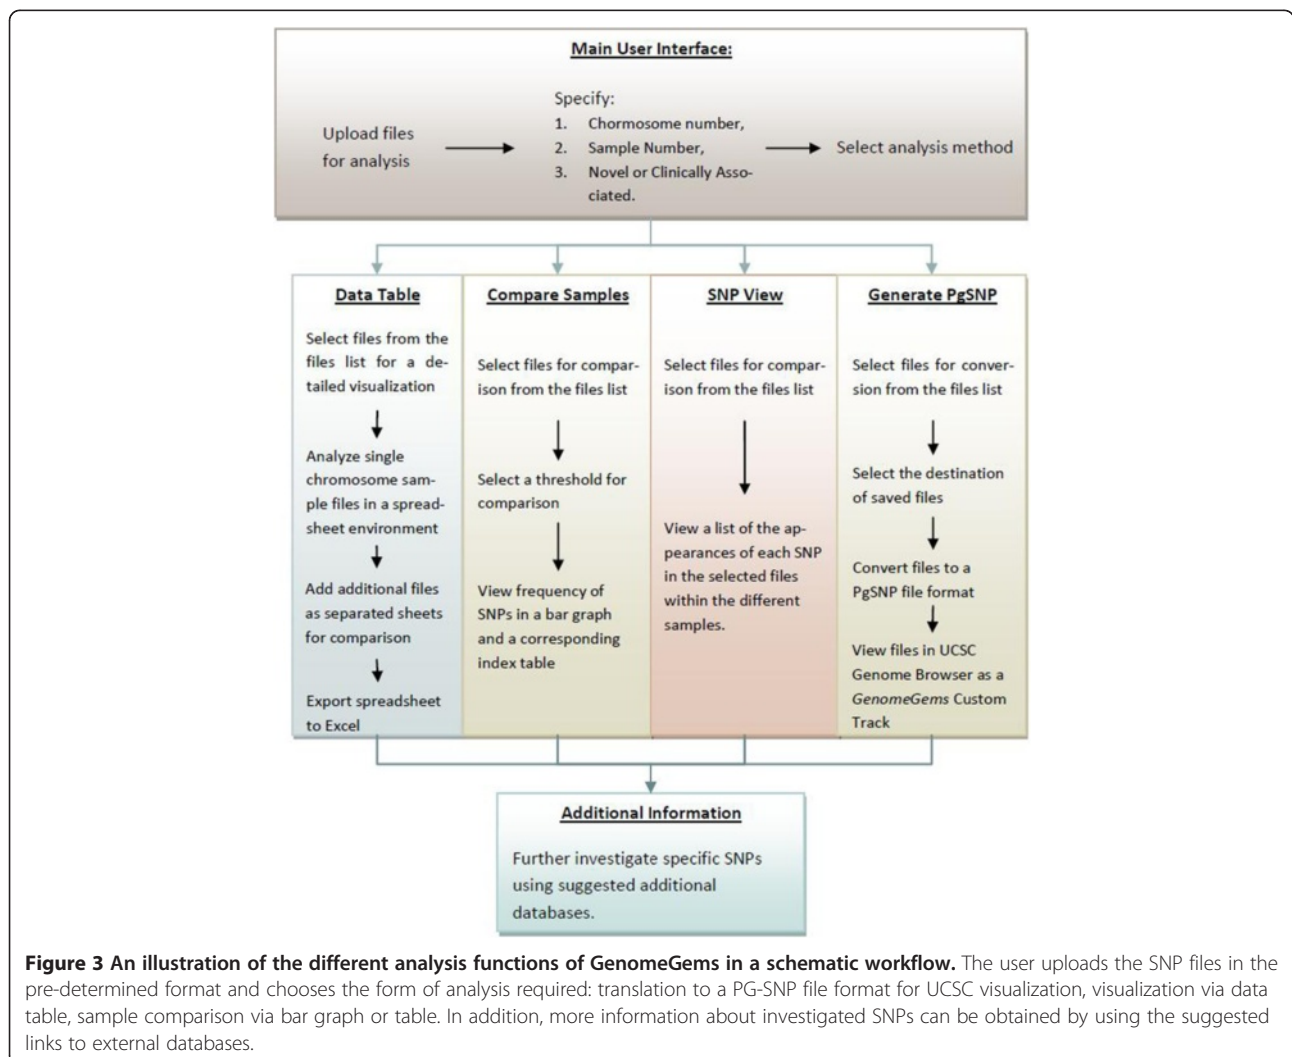 Main User Interface:
Upload files
for analysis
Specify:
1. Chormosome number,
2. Sample Number,
3. Novel or Clinically Asso-
ciated.
Select analysis method
Data Table
Select files from the
files list for a de-
tailed visualization
Analyze single
chromosome sam-
ple files in a spread-
sheet environment
Add additional files
as separated sheets
for comparison
Export spreadsheet
to Excel
Compare Samples
Select files for compar-
ison from the files list
Select a threshold for
comparison
View frequency of
SNPs in a bar graph
and a corresponding
index table
SNP View
Select files for compar-
ison from the files list
View a list of the ap-
pearances of each SNP
in the selected files
within the different
samples.
Generate PgSNP
Select files for conver-
sion from the files list
Select the destination
of saved files
Convert files to a
PgSNP file format
View files in UCSC
Genome Browser as a
GenomeGems Custom
Track
Additional Information
Further investigate specific SNPs
using suggested additional
databases.
Figure 3 An illustration of the different analysis functions of GenomeGems in a schematic workflow. The user uploads the SNP files in the
pre-determined format and chooses the form of analysis required: translation to a PG-SNP file format for UCSC visualization, visualization via data
table, sample comparison via bar graph or table. In addition, more information about investigated SNPs can be obtained by using the suggested
links to external databases.